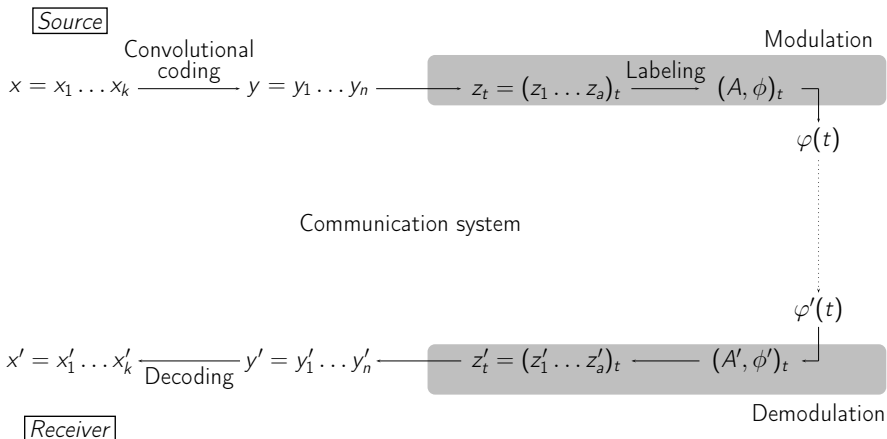 Source
Modulation
Convolutional
coding
Labeling
x = x₁ … xₖ y = y₁ … yₙ zₜ = (z₁ … zₐ)ₜ (A, ϕ)ₜ
φ(t)
Communication system
φ′(t)
x′ = x′₁ … x′ₖ y′ = y′₁ … y′ₙ z′ₜ = (z′₁ … z′ₐ)ₜ (A′, ϕ′)ₜ
Decoding
Demodulation
Receiver